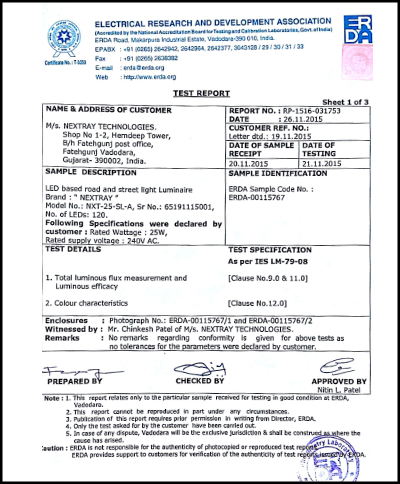 ELECTRICAL RESEARCH AND DEVELOPMENT ASSOCIATION
(Accredited by the National Accreditation Board for Testing and Calibration Laboratories, Govt. of India)
ERDA Road, Makarpura Industrial Estate, Vadodara-390 010, India.
EPABX : +91 (0265) 2642942, 2642964, 2642377, 3043128 / 29 / 30 / 31 / 33
Fax : +91 (0265) 2638382
E-mail : erda@erda.org
Web : http://www.erda.org
Certificate No. : T-0350
ERDA
TEST REPORT
Sheet 1 of 3
NAME & ADDRESS OF CUSTOMER
M/s. NEXTRAY TECHNOLOGIES.
Shop No 1-2, Hamdeep Tower,
B/h Fatehgunj post office,
Fatehgunj Vadodara,
Gujarat- 390002, India.
REPORT NO. : RP-1516-031753
DATE : 26.11.2015
CUSTOMER REF. NO.:
Letter dtd.: 19.11.2015
DATE OF SAMPLE RECEIPT
DATE OF TESTING
20.11.2015
21.11.2015
SAMPLE DESCRIPTION
LED based road and street light Luminaire
Brand : " NEXTRAY"
Model No.: NXT-25-SL-A, Sr No.: 65191115001,
No. of LEDs: 120.
Following Specifications were declared by
customer : Rated Wattage : 25W,
Rated supply voltage : 240V AC.
SAMPLE IDENTIFICATION
ERDA Sample Code No. :
ERDA-00115767
TEST DETAILS
TEST SPECIFICATION
As per IES LM-79-08
1. Total luminous flux measurement and
Luminous efficacy
[Clause No.9.0 & 11.0]
2. Colour characteristics
[Clause No.12.0]
Enclosures : Photograph No.: ERDA-00115767/1 and ERDA-00115767/2
Witnessed by : Mr. Chinkesh Patel of M/s. NEXTRAY TECHNOLOGIES.
Remarks : No remarks regarding conformity is given for above tests as
no tolerances for the parameters were declared by customer.
PREPARED BY
CHECKED BY
APPROVED BY
Nitin L. Patel
Note : 1. This report relates only to the particular sample received for testing in good condition at ERDA,
Vadodara.
2. This report cannot be reproduced in part under any circumstances.
3. Publication of this report requires prior permission in writing from Director, ERDA.
4. Only the test asked for by the customer have been carried out.
5. In case of any dispute, Vadodara will be the exclusive jurisdiction & shall be construed as where the
cause has arised.
Caution : ERDA is not responsible for the authenticity of photocopied or reproduced test report
ERDA provides support to customers for verification of the authenticity of test reports issued by ERDA.